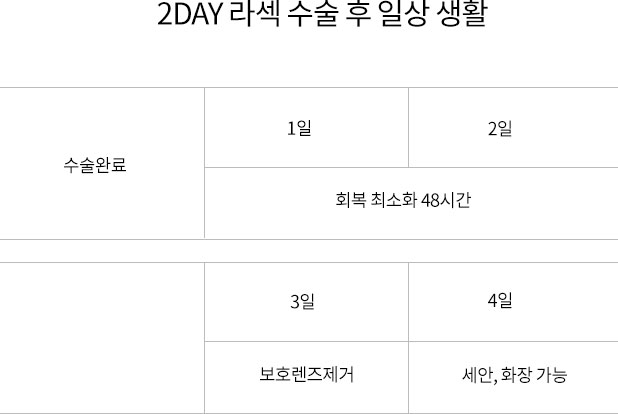 2DAY 라섹 수술 후 일상 생활
1일
2일
수술완료
회복 최소화 48시간
3일
4일
보호렌즈제거
세안, 화장 가능